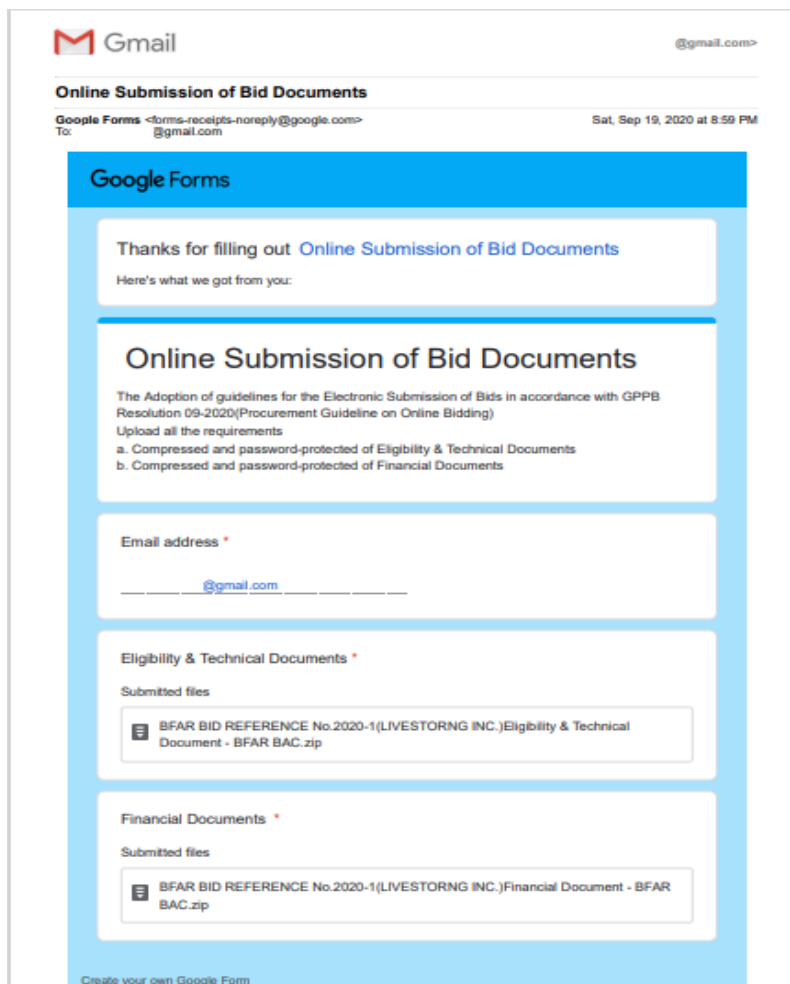 Gmail
@gmail.com>
Online Submission of Bid Documents
Google Forms <forms-receipts-noreply@google.com>
Sat, Sep 19, 2020 at 8:59 PM
To: @gmail.com
Google Forms
Thanks for filling out Online Submission of Bid Documents
Here's what we got from you:
Online Submission of Bid Documents
The Adoption of guidelines for the Electronic Submission of Bids in accordance with GPPB
Resolution 09-2020(Procurement Guideline on Online Bidding)
Upload all the requirements
a. Compressed and password-protected of Eligibility & Technical Documents
b. Compressed and password-protected of Financial Documents
Email address *
@gmail.com
Eligibility & Technical Documents *
Submitted files
BFAR BID REFERENCE No.2020-1(LIVESTORNG INC.)Eligibility & Technical
Document - BFAR BAC.zip
Financial Documents *
Submitted files
BFAR BID REFERENCE No.2020-1(LIVESTORNG INC.)Financial Document - BFAR
BAC.zip
Create your own Google Form